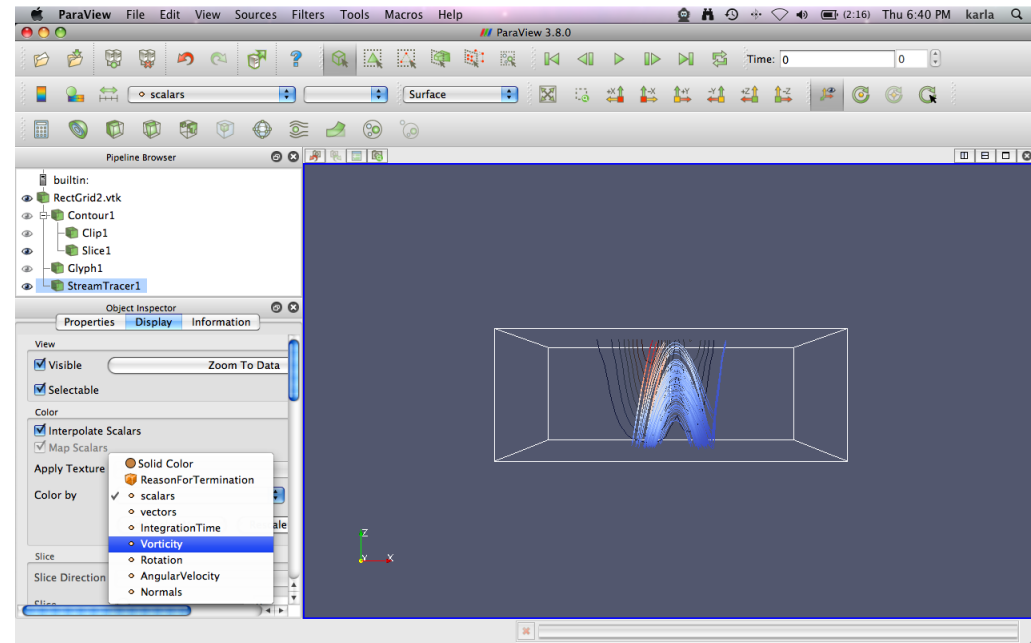 ParaView File Edit View Sources Filters Tools Macros Help (2:16) Thu 6:40 PM karla
ParaView 3.8.0
Time: 0 0
scalars Surface
+X -X +Y -Y +Z -Z
Pipeline Browser
builtin:
RectGrid2.vtk
Contour1
Clip1
Slice1
Glyph1
StreamTracer1
Object Inspector
Properties Display Information
View
Visible Zoom To Data
Selectable
Color
Interpolate Scalars
Map Scalars
Apply Texture
Color by
Solid Color
ReasonForTermination
scalars
vectors
IntegrationTime
Vorticity
Rotation
AngularVelocity
Normals
Slice
Slice Direction
Z
Y X